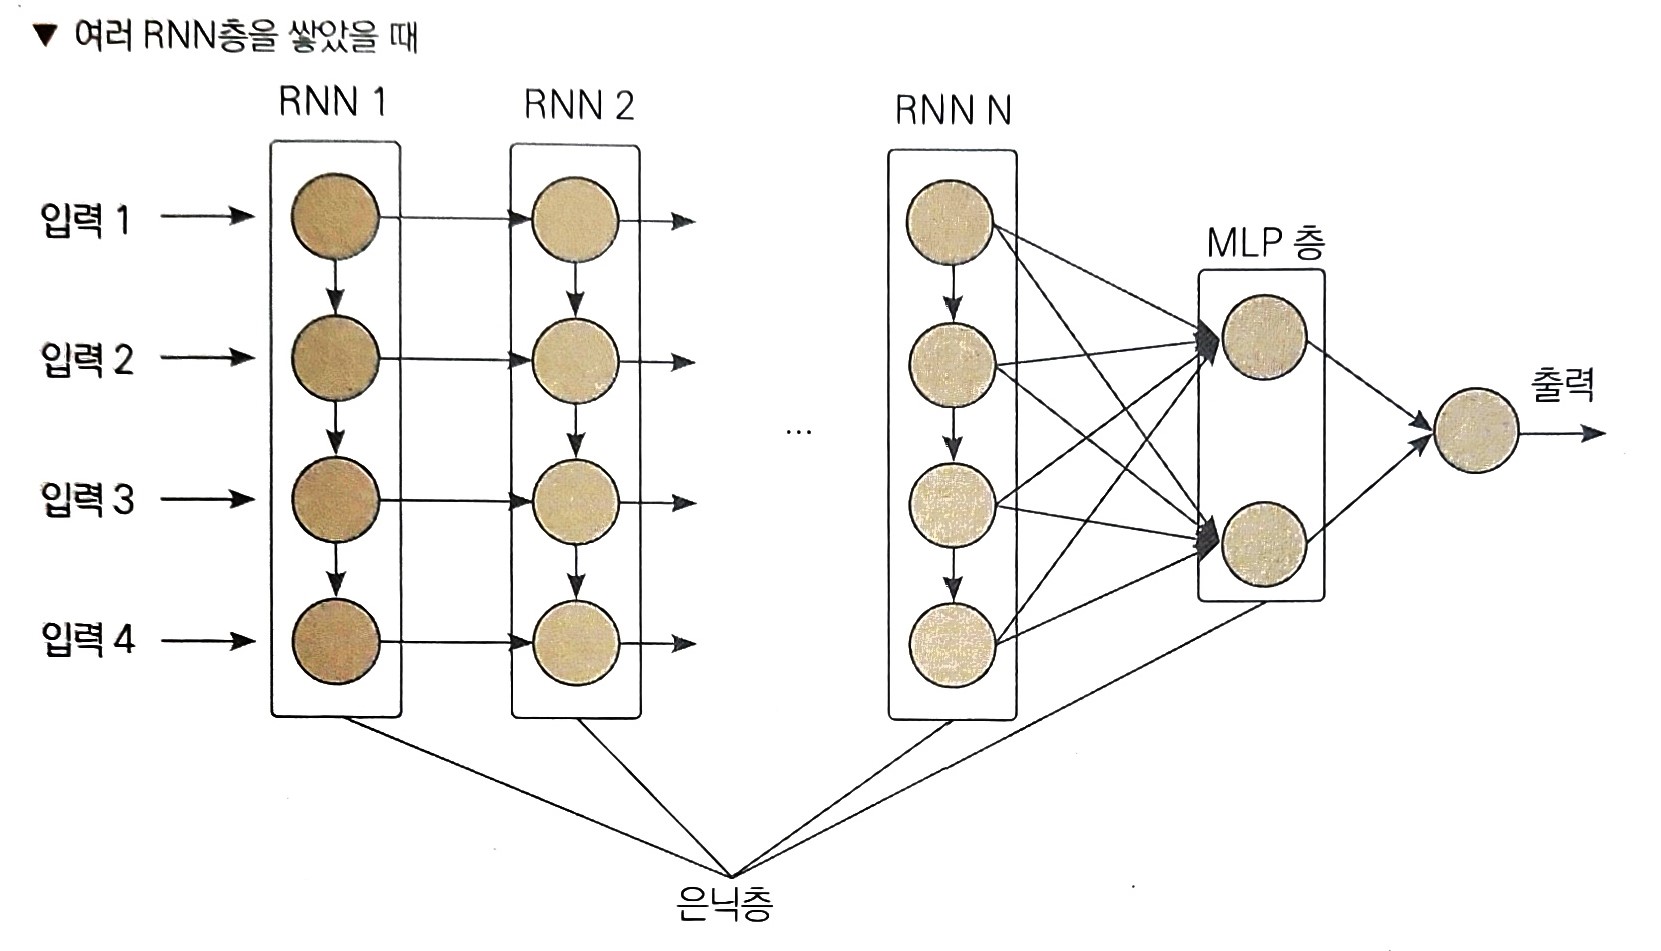 ▼ 여러 RNN층을 쌓았을 때
RNN 1
RNN 2
RNN N
입력 1
입력 2
입력 3
입력 4
...
MLP 층
출력
은닉층